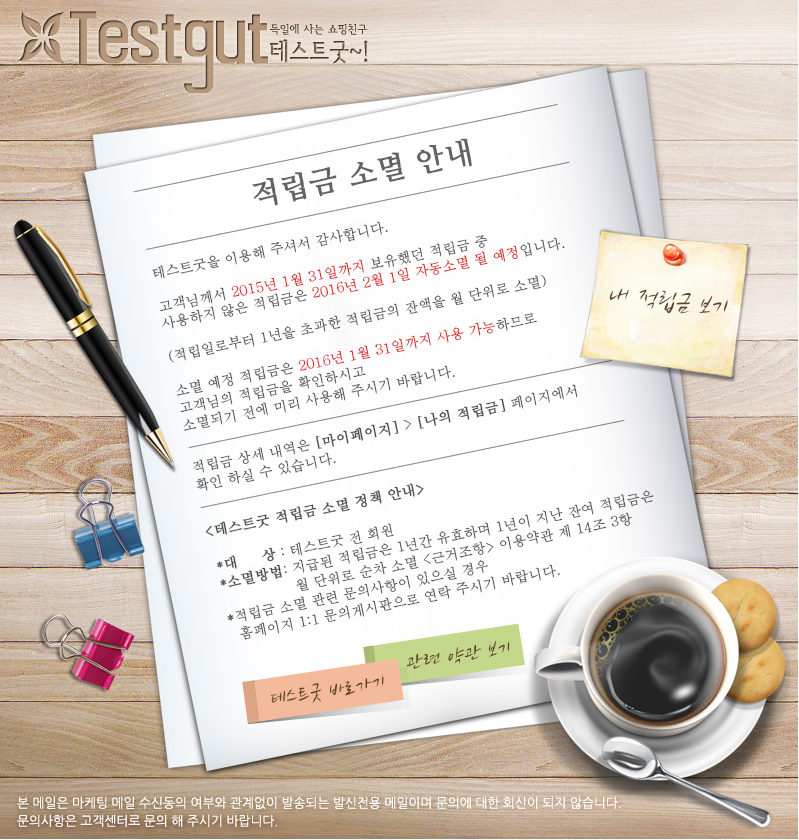 Testgut
독일에 사는 쇼핑친구
테스트굿~!
적립금 소멸 안내
테스트굿을 이용해 주셔서 감사합니다.
고객님께서 2015년 1월 31일까지 보유했던 적립금 중
사용하지 않은 적립금은 2016년 2월 1일 자동소멸 될 예정입니다.
(적립일로부터 1년을 초과한 적립금의 잔액을 월 단위로 소멸)
소멸 예정 적립금은 2016년 1월 31일까지 사용 가능하므로
고객님의 적립금을 확인하시고
소멸되기 전에 미리 사용해 주시기 바랍니다.
내 적립금 보기
적립금 상세 내역은 [마이페이지] > [나의 적립금] 페이지에서
확인 하실 수 있습니다.
<테스트굿 적립금 소멸 정책 안내>
*대 상 : 테스트굿 전 회원
*소멸방법: 지급된 적립금은 1년간 유효하며 1년이 지난 잔여 적립금은
월 단위로 순차 소멸 <근거조항> 이용약관 제 14조 3항
*적립금 소멸 관련 문의사항이 있으실 경우
홈페이지 1:1 문의게시판으로 연락 주시기 바랍니다.
관련 약관 보기
테스트굿 바로가기
본 메일은 마케팅 메일 수신동의 여부와 관계없이 발송되는 발신전용 메일이며 문의에 대한 회신이 되지 않습니다.
문의사항은 고객센터로 문의 해 주시기 바랍니다.